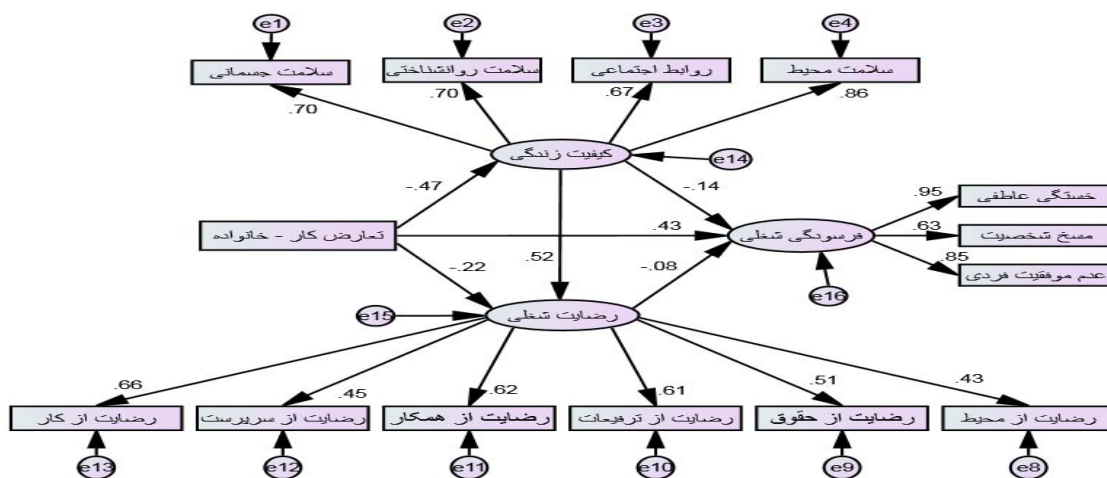 e1
e2
e3
e4
سلامت جسمانی
سلامت روانشناختی
روابط اجتماعی
سلامت محیط
.70
.70
.67
.86
کیفیت زندگی
e14
-.47
-.14
.95
خستگی عاطفی
تعارض کار - خانواده
.43
فرسودگی شغلی
.63
مسخ شخصیت
.52
-.22
-.08
.85
عدم موفقیت فردی
e15
رضایت شغلی
e16
.66
.45
.62
.61
.51
.43
رضایت از کار
رضایت از سرپرست
رضایت از همکار
رضایت از ترفیعات
رضایت از حقوق
رضایت از محیط
e13
e12
e11
e10
e9
e8